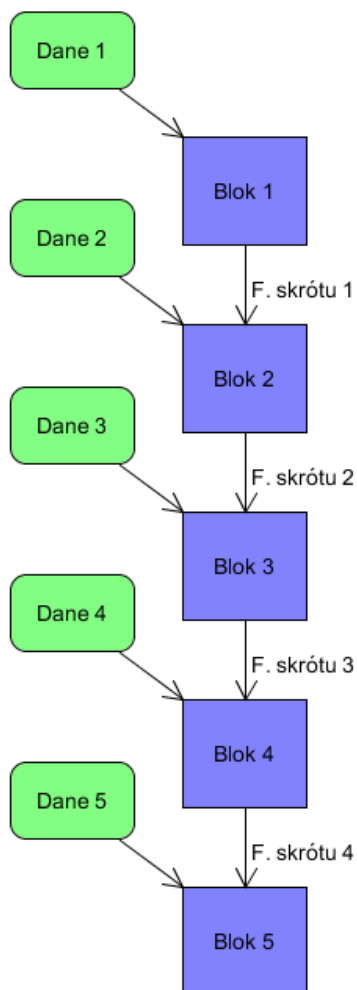 Dane 1
Blok 1
Dane 2
F. skrótu 1
Blok 2
Dane 3
F. skrótu 2
Blok 3
Dane 4
F. skrótu 3
Blok 4
Dane 5
F. skrótu 4
Blok 5